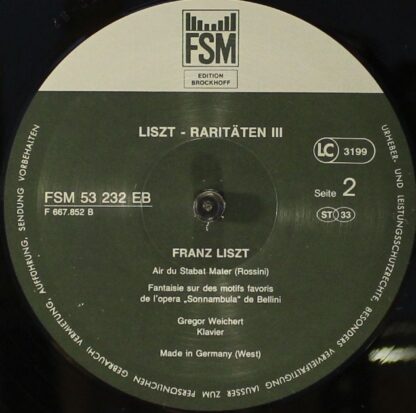 FSM
EDITION
BROCKHOFF
LISZT - RARITÄTEN III
LC 3199
FSM 53 232 EB
F 667.852 B
Seite 2
ST 33
FRANZ LISZT
Air du Stabat Mater (Rossini)
Fantaisie sur des motifs favoris
de l'opera „Sonnambula" de Bellini
Gregor Weichert
Klavier
Made in Germany (West)
URHEBER- UND LEISTUNGSSCHUTZRECHTE, BESONDERS VERVIELFÄLTIGUNG (AUSSER ZUM PERSÖNLICHEN GEBRAUCH) VERMIETUNG, AUFFÜHRUNG, SENDUNG VORBEHALTEN